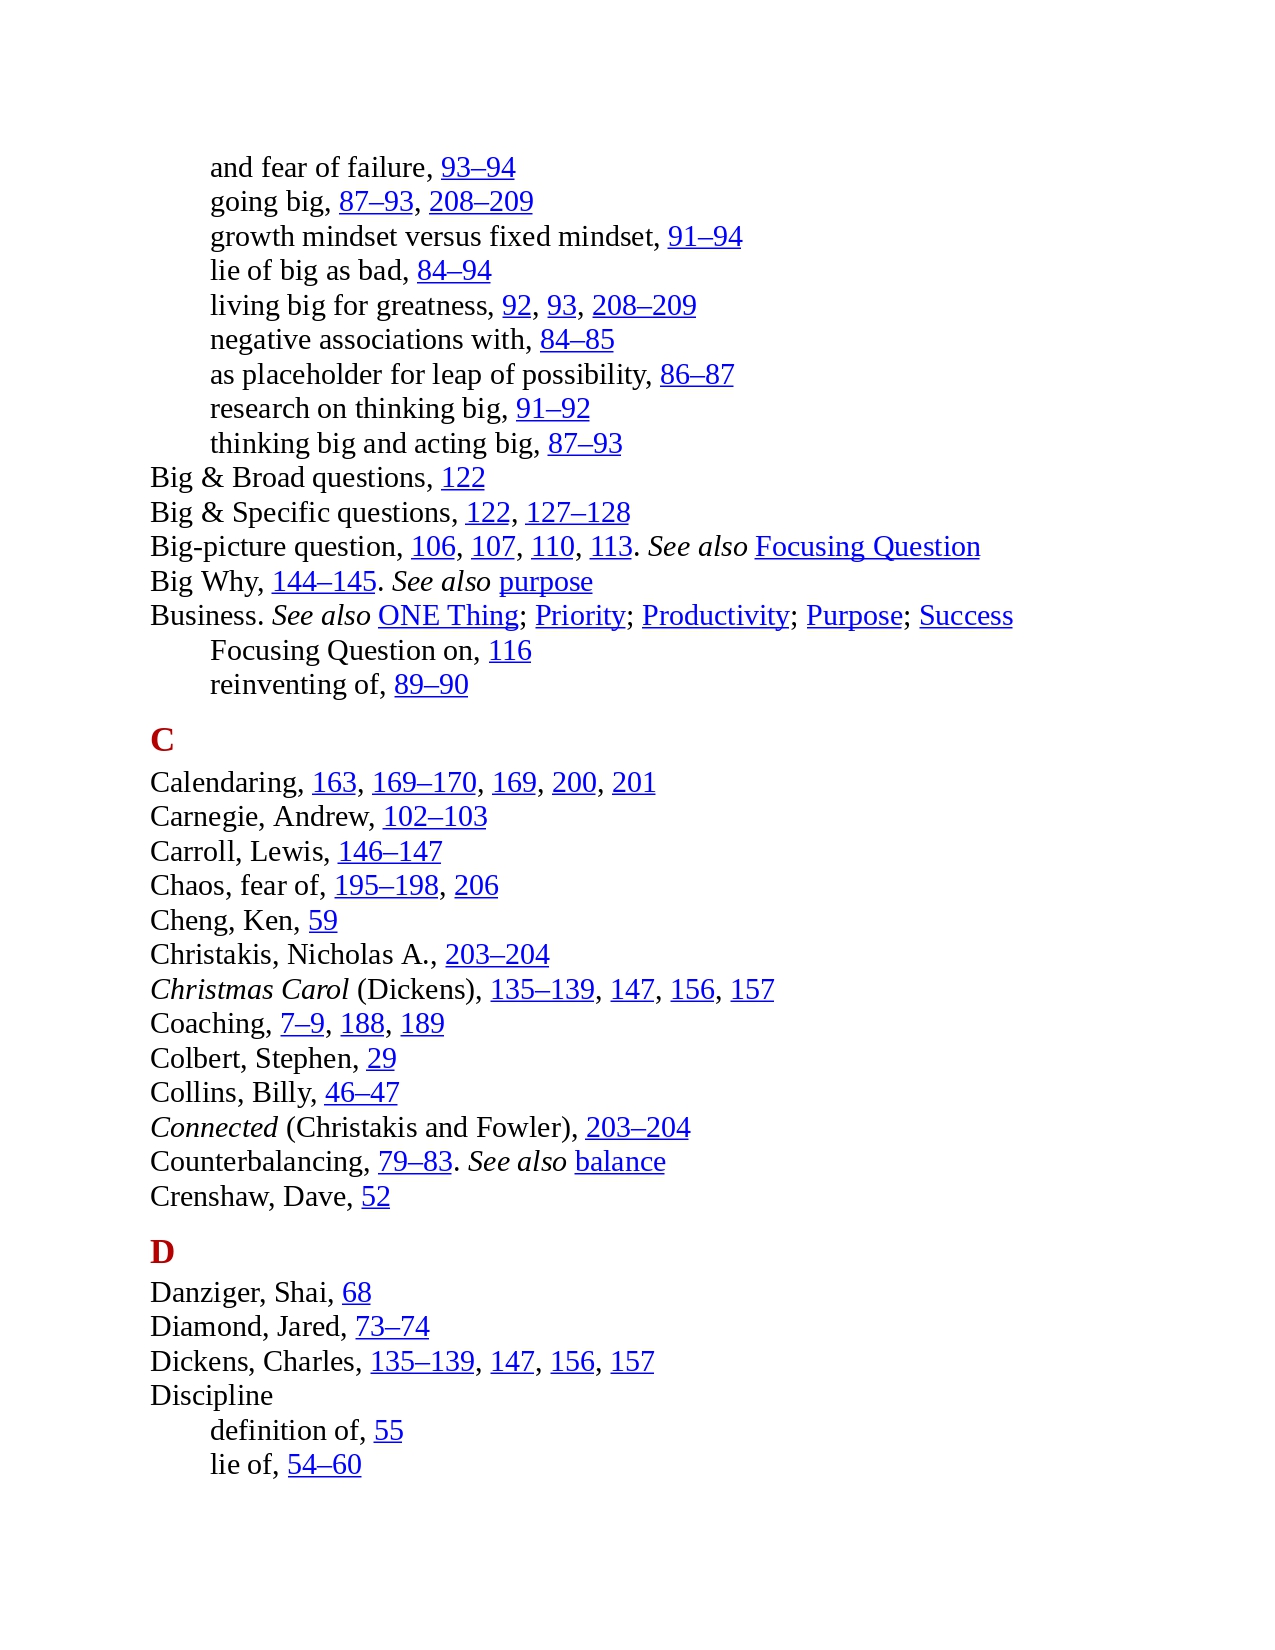 and fear of failure, 93–94
going big, 87–93, 208–209
growth mindset versus fixed mindset, 91–94
lie of big as bad, 84–94
living big for greatness, 92, 93, 208–209
negative associations with, 84–85
as placeholder for leap of possibility, 86–87
research on thinking big, 91–92
thinking big and acting big, 87–93
Big & Broad questions, 122
Big & Specific questions, 122, 127–128
Big-picture question, 106, 107, 110, 113. See also Focusing Question
Big Why, 144–145. See also purpose
Business. See also ONE Thing; Priority; Productivity; Purpose; Success
Focusing Question on, 116
reinventing of, 89–90
C
Calendaring, 163, 169–170, 169, 200, 201
Carnegie, Andrew, 102–103
Carroll, Lewis, 146–147
Chaos, fear of, 195–198, 206
Cheng, Ken, 59
Christakis, Nicholas A., 203–204
Christmas Carol (Dickens), 135–139, 147, 156, 157
Coaching, 7–9, 188, 189
Colbert, Stephen, 29
Collins, Billy, 46–47
Connected (Christakis and Fowler), 203–204
Counterbalancing, 79–83. See also balance
Crenshaw, Dave, 52
D
Danziger, Shai, 68
Diamond, Jared, 73–74
Dickens, Charles, 135–139, 147, 156, 157
Discipline
definition of, 55
lie of, 54–60